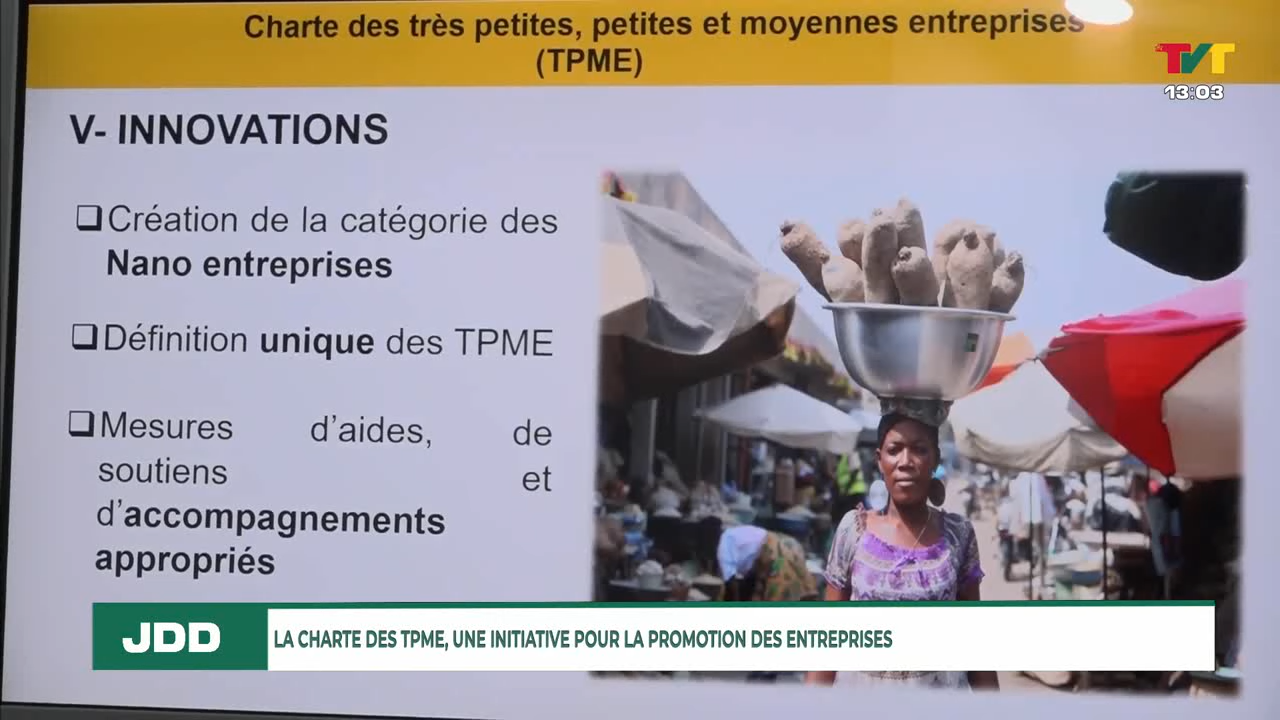 Charte des très petites, petites et moyennes entreprises
(TPME)
TVT
13:03
V- INNOVATIONS
❑Création de la catégorie des
Nano entreprises
❑Définition unique des TPME
❑Mesures d'aides, de
soutiens et
d'accompagnements
appropriés
JDD
LA CHARTE DES TPME, UNE INITIATIVE POUR LA PROMOTION DES ENTREPRISES